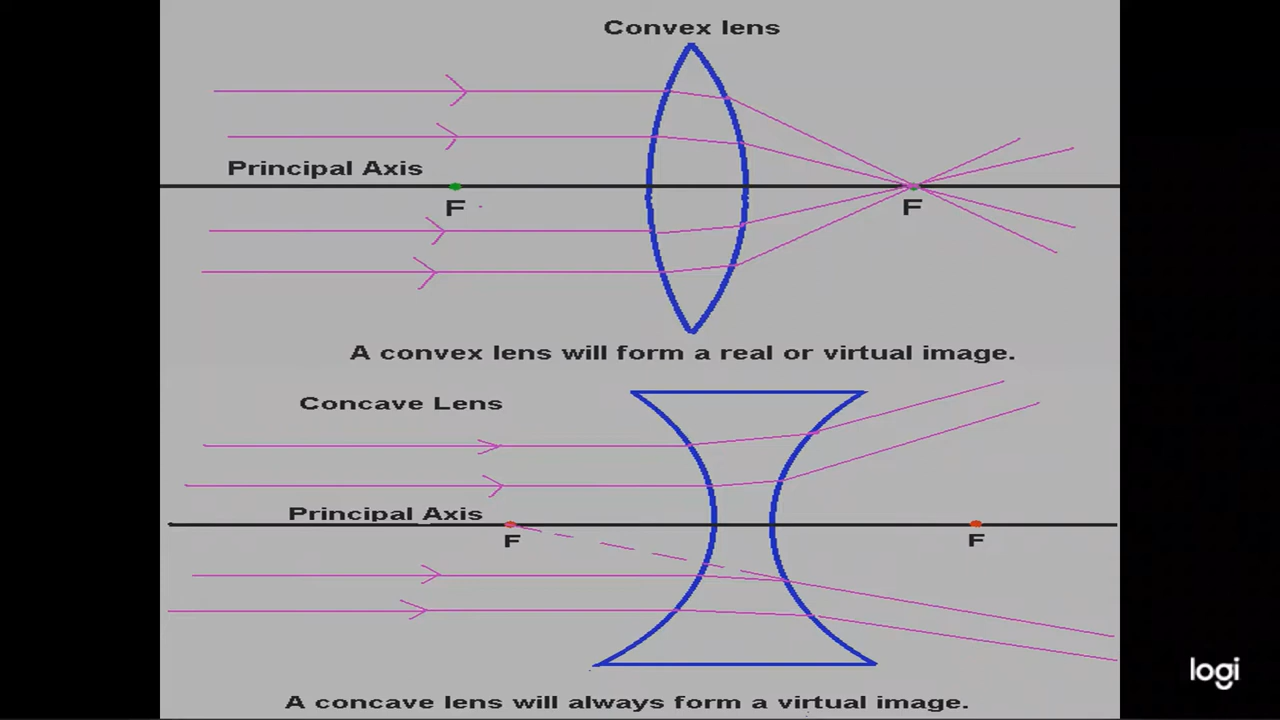 Convex lens
Principal Axis
F
F
A convex lens will form a real or virtual image.
Concave Lens
Principal Axis
F
F
A concave lens will always form a virtual image.
logi